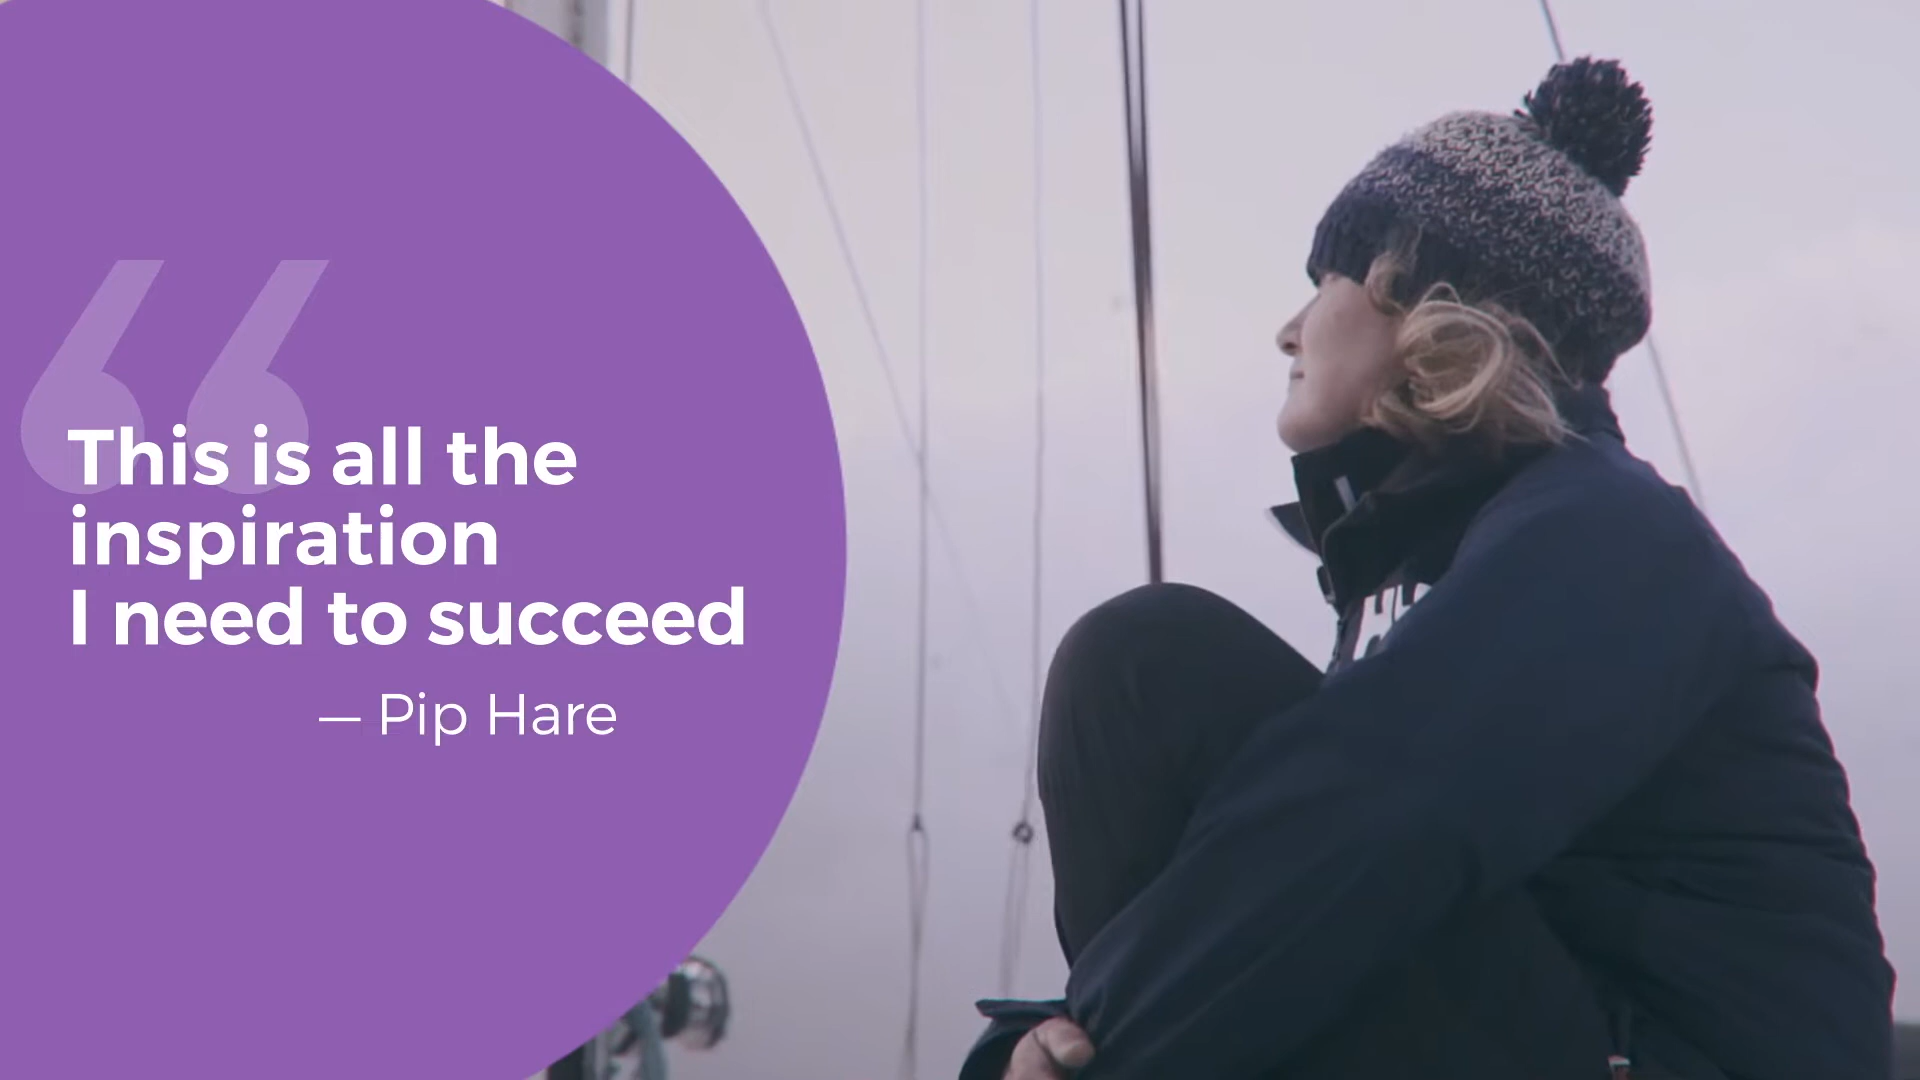 This is all the
inspiration
I need to succeed
— Pip Hare